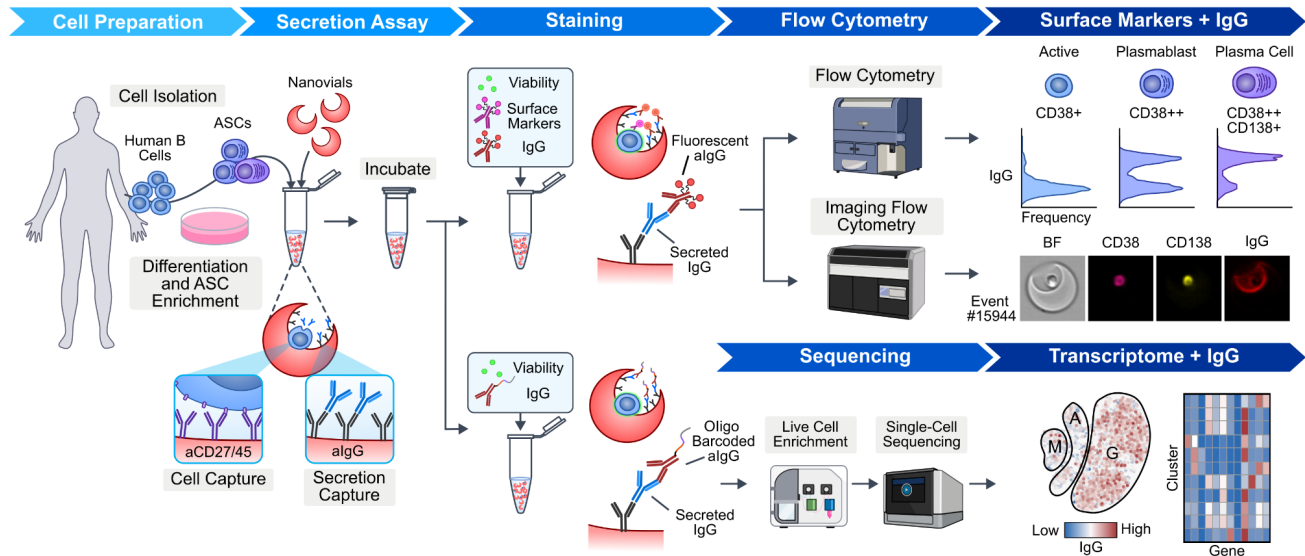 Cell Preparation
Secretion Assay
Staining
Flow Cytometry
Surface Markers + IgG
Cell Isolation
Human B
Cells
ASCs
Nanovials
Differentiation
and ASC
Enrichment
Incubate
aCD27/45
Cell Capture
aIgG
Secretion
Capture
Viability
Surface
Markers
IgG
Fluorescent
aIgG
Secreted
IgG
Flow Cytometry
Imaging Flow
Cytometry
Active
CD38+
Plasmablast
CD38++
Plasma Cell
CD38++
CD138+
IgG
Frequency
BF
CD38
CD138
IgG
Event
#15944
Viability
IgG
Oligo
Barcoded
aIgG
Secreted
IgG
Sequencing
Transcriptome + IgG
Live Cell
Enrichment
Single-Cell
Sequencing
A
M
G
Low
High
IgG
Cluster
Gene